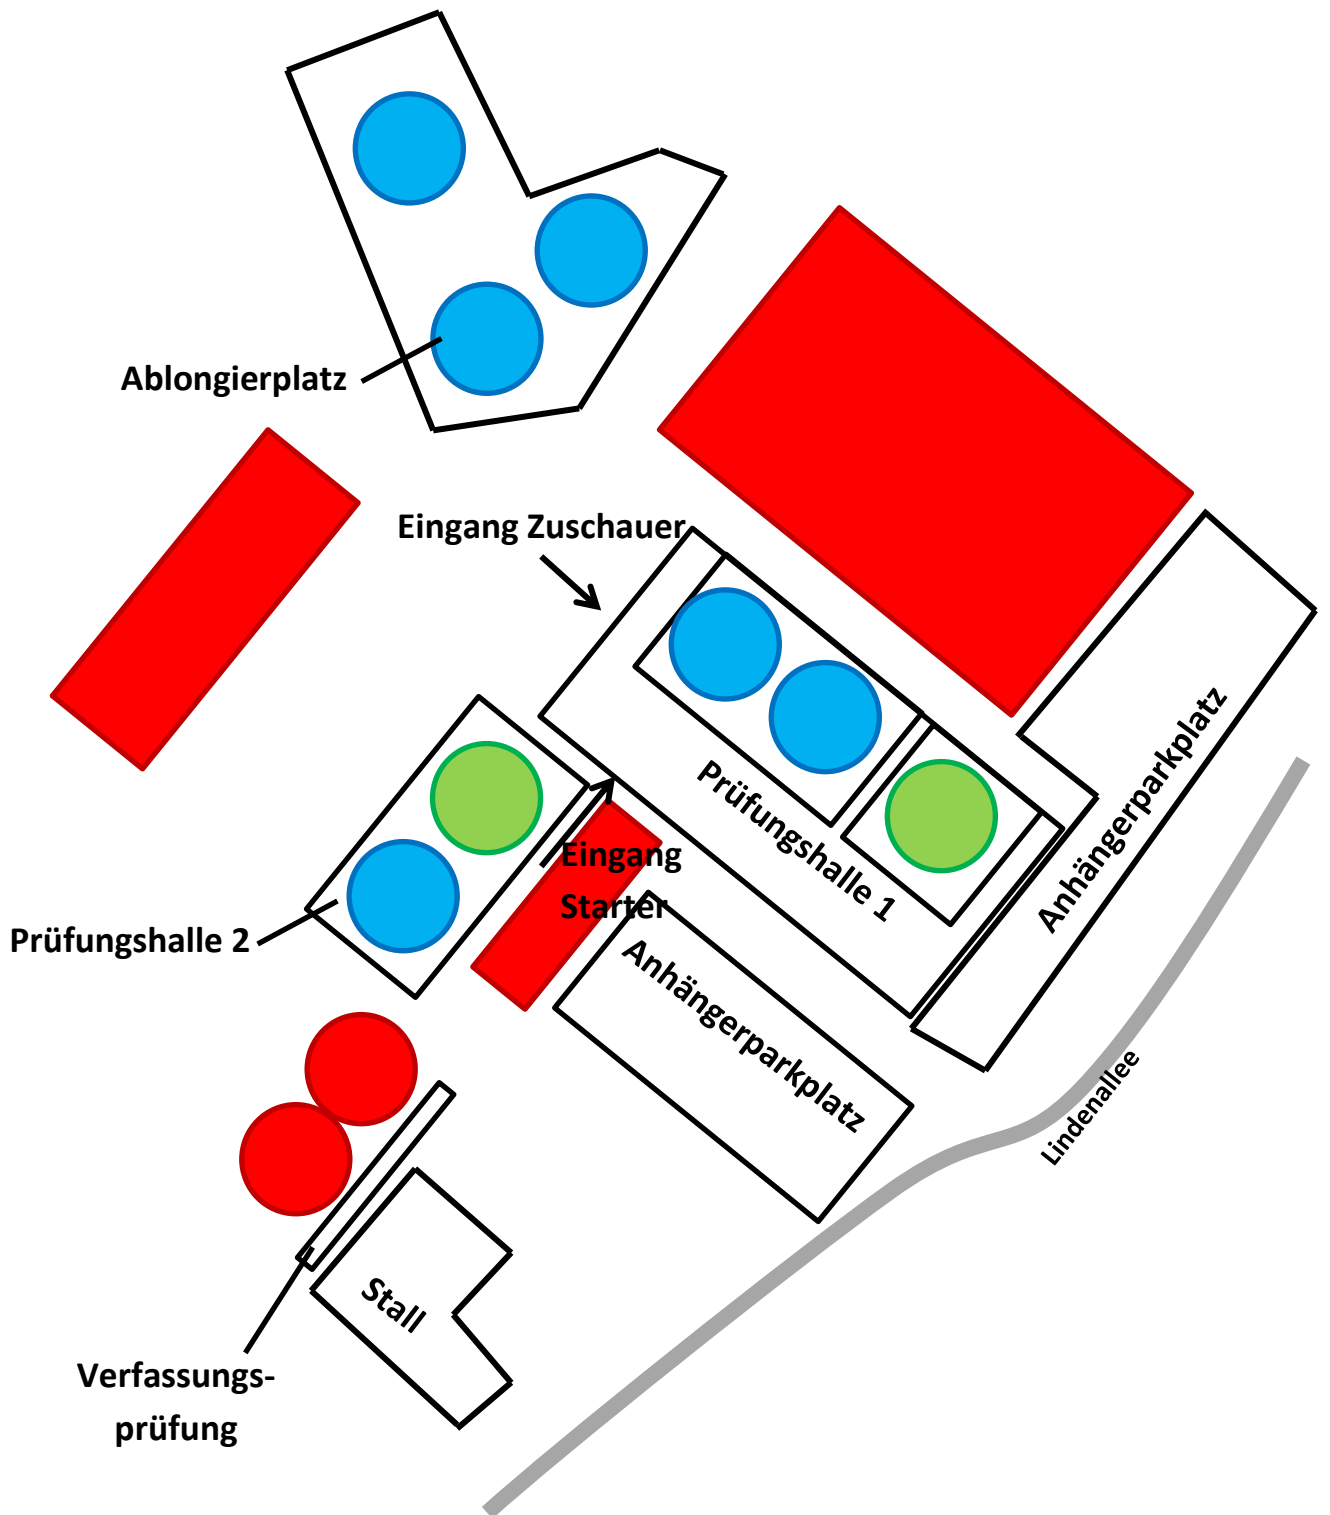 Ablongierplatz
Eingang Zuschauer
Anhängerparkplatz
Prüfungshalle 1
Eingang
Starter
Prüfungshalle 2
Anhängerparkplatz
Lindenallee
Stall
Verfassungs-
prüfung